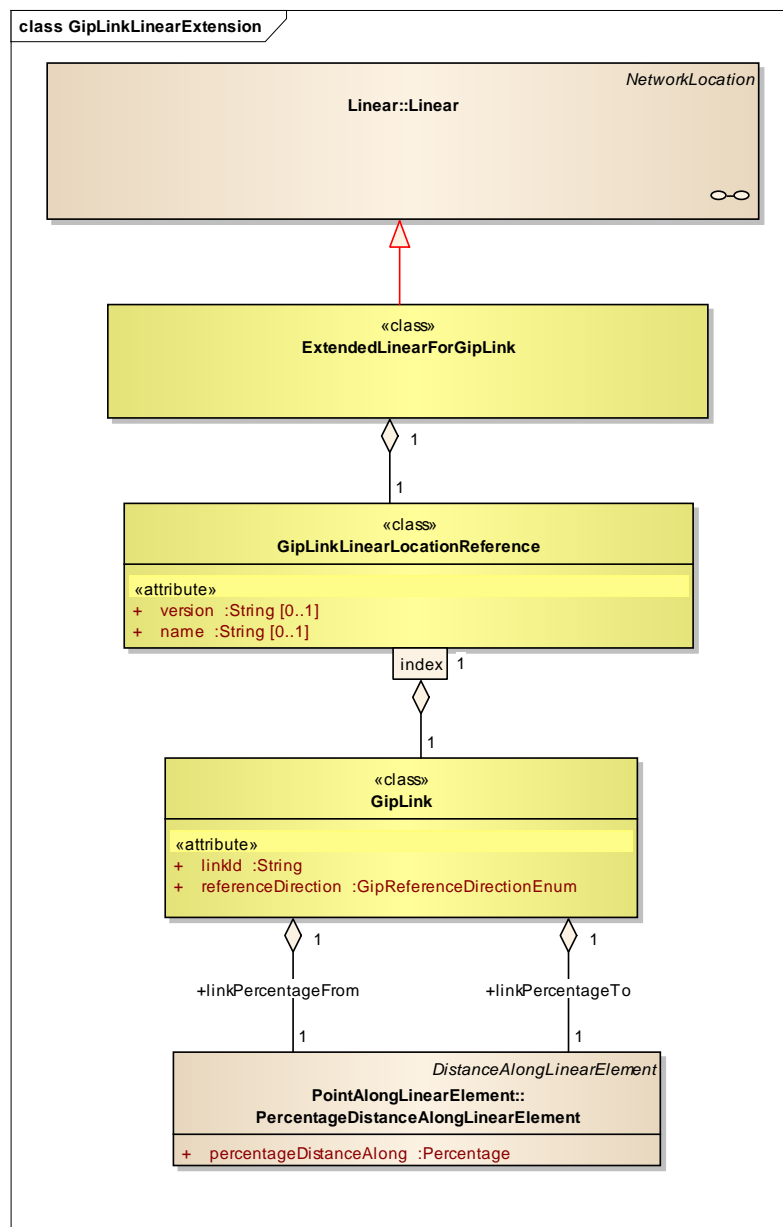 class GipLinkLinearExtension
NetworkLocation
Linear::Linear
«class»
ExtendedLinearForGipLink
1
1
«class»
GipLinkLinearLocationReference
«attribute»
+ version :String [0..1]
+ name :String [0..1]
index 1
1
«class»
GipLink
«attribute»
+ linkId :String
+ referenceDirection :GipReferenceDirectionEnum
1 1
+linkPercentageFrom +linkPercentageTo
1 1
DistanceAlongLinearElement
PointAlongLinearElement::
PercentageDistanceAlongLinearElement
+ percentageDistanceAlong :Percentage